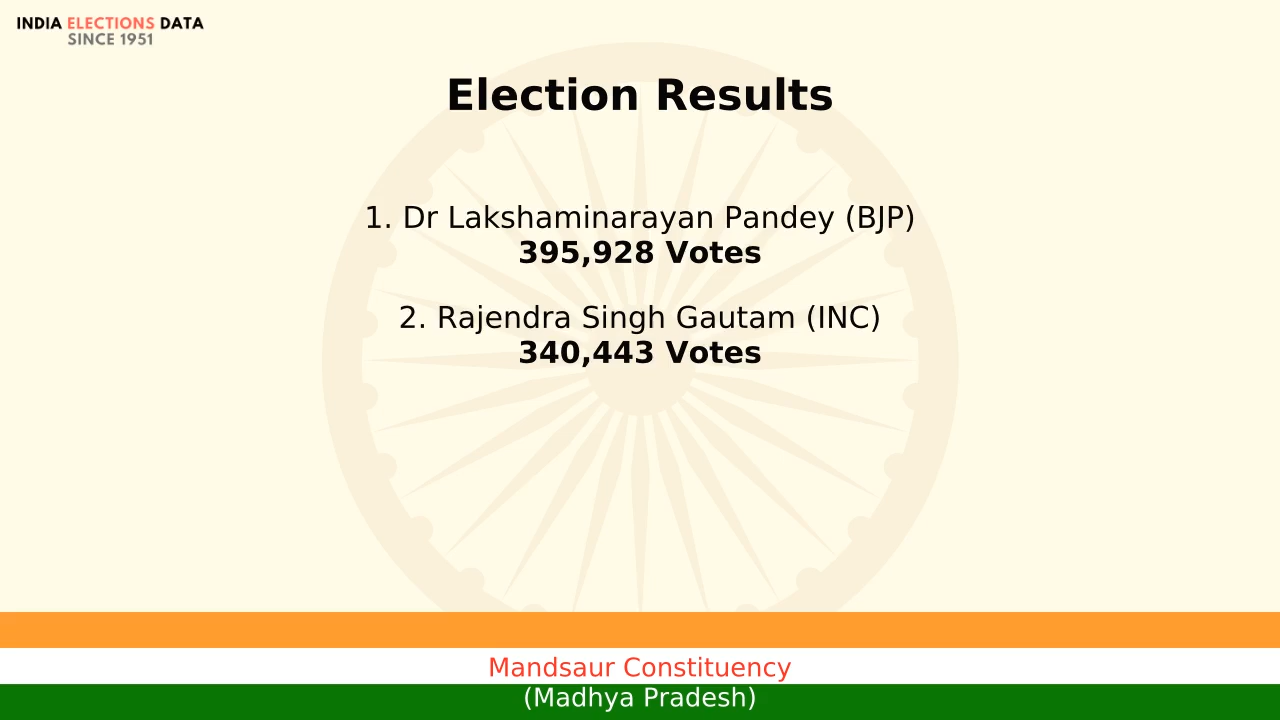 INDIA ELECTIONS DATA
SINCE 1951
Election Results
1. Dr Lakshaminarayan Pandey (BJP)
395,928 Votes
2. Rajendra Singh Gautam (INC)
340,443 Votes
Mandsaur Constituency
(Madhya Pradesh)